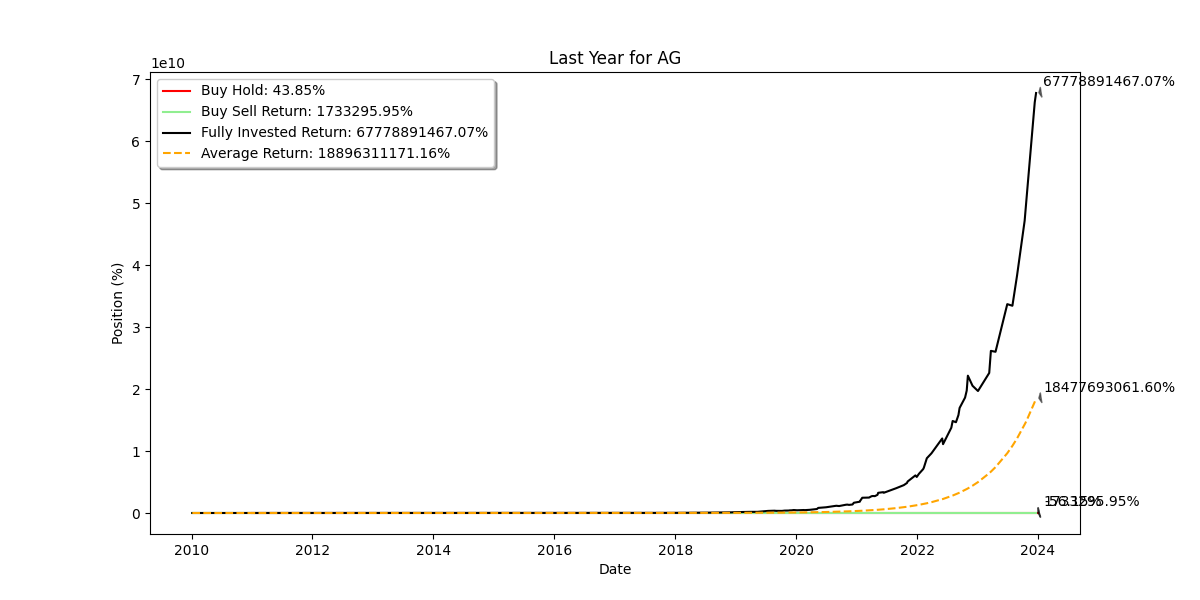 Last Year for AG
1e10
Buy Hold: 43.85%
Buy Sell Return: 1733295.95%
Fully Invested Return: 67778891467.07%
Average Return: 18896311171.16%
67778891467.07%
18477693061.60%
1733295.95%
7
6
5
4
3
2
1
0
Position (%)
2010 2012 2014 2016 2018 2020 2022 2024
Date